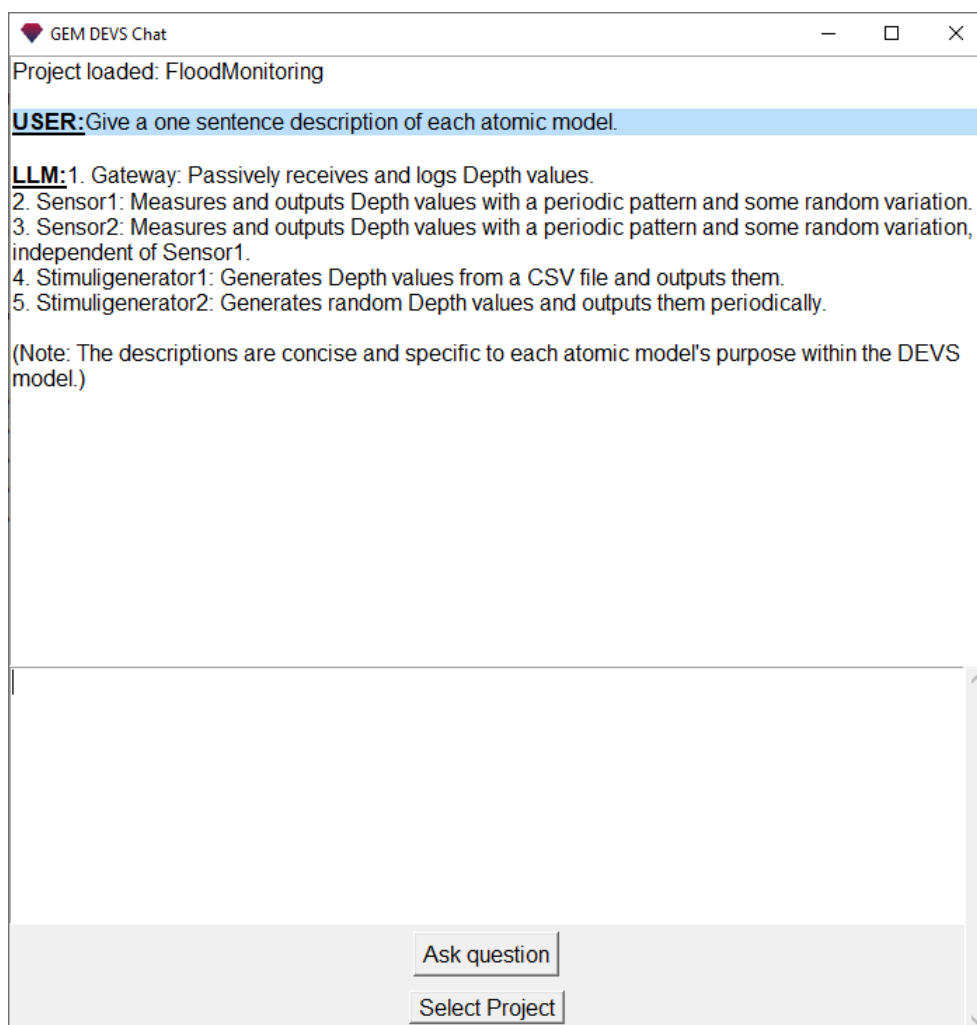 GEM DEVS Chat
Project loaded: FloodMonitoring
USER:Give a one sentence description of each atomic model.
LLM:1. Gateway: Passively receives and logs Depth values.
2. Sensor1: Measures and outputs Depth values with a periodic pattern and some random variation.
3. Sensor2: Measures and outputs Depth values with a periodic pattern and some random variation,
independent of Sensor1.
4. Stimuligenerator1: Generates Depth values from a CSV file and outputs them.
5. Stimuligenerator2: Generates random Depth values and outputs them periodically.
(Note: The descriptions are concise and specific to each atomic model's purpose within the DEVS
model.)
Ask question
Select Project